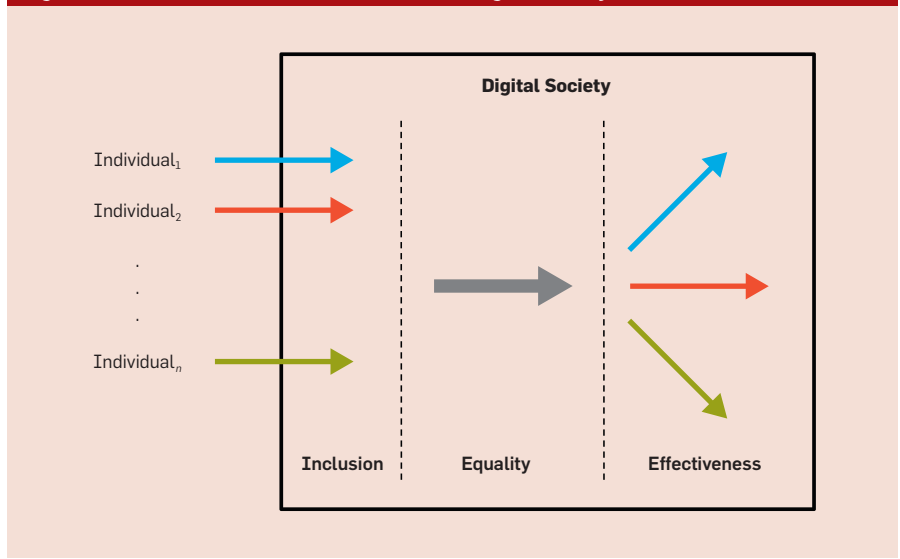 Digital Society
Individual₁
Individual₂
.
.
.
Individualₙ
Inclusion Equality Effectiveness